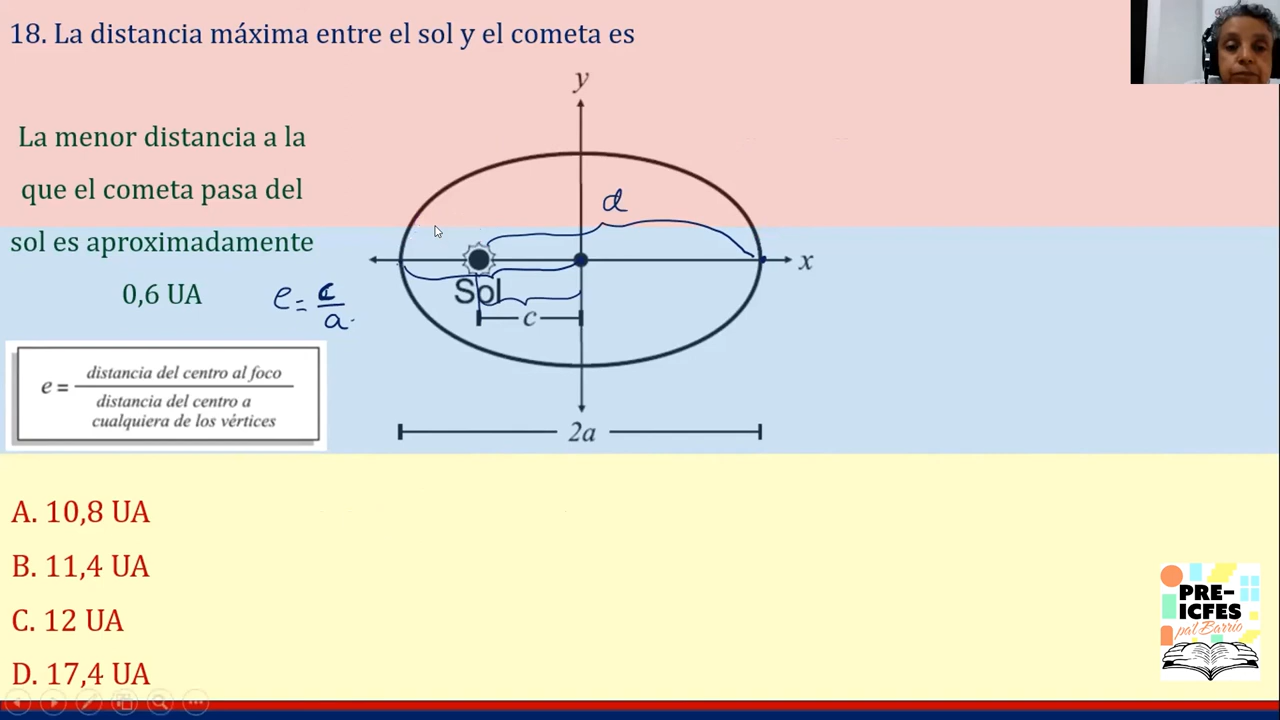 18. La distancia máxima entre el sol y el cometa es
y
La menor distancia a la
que el cometa pasa del
sol es aproximadamente
0,6 UA
d
x
Sol
e = c/a
c
e = distancia del centro al foco
distancia del centro a
cualquiera de los vértices
2a
A. 10,8 UA
B. 11,4 UA
C. 12 UA
D. 17,4 UA
PRE-
ICFES
pa'l Barrio